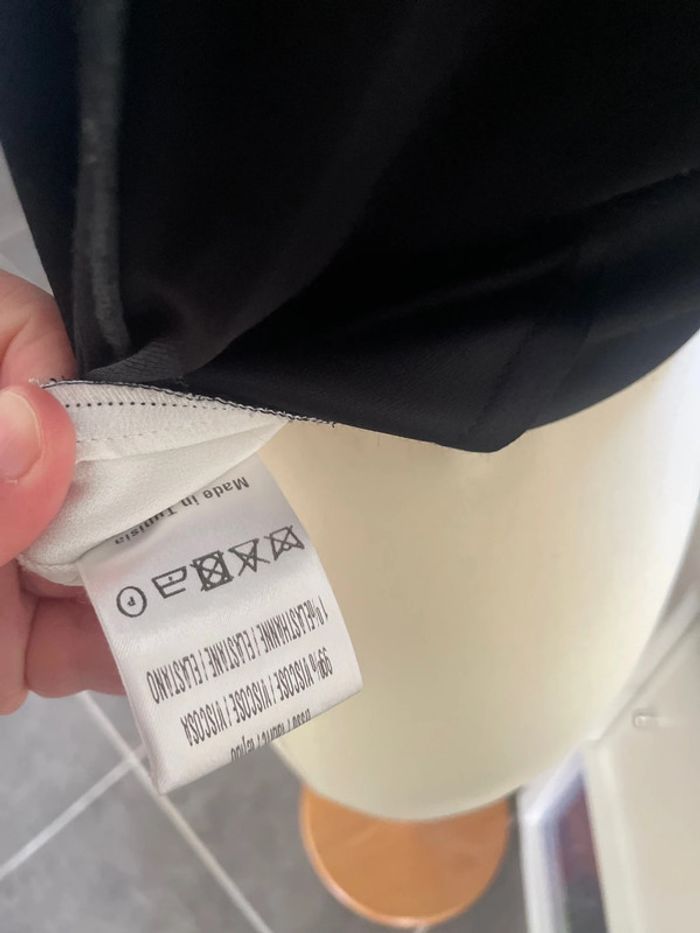 99% VISCOSE / VISCOSE / VISCOSA
1 %ELASTHANNE / ELASTANE / ELASTANO
P
Made in Tunisia